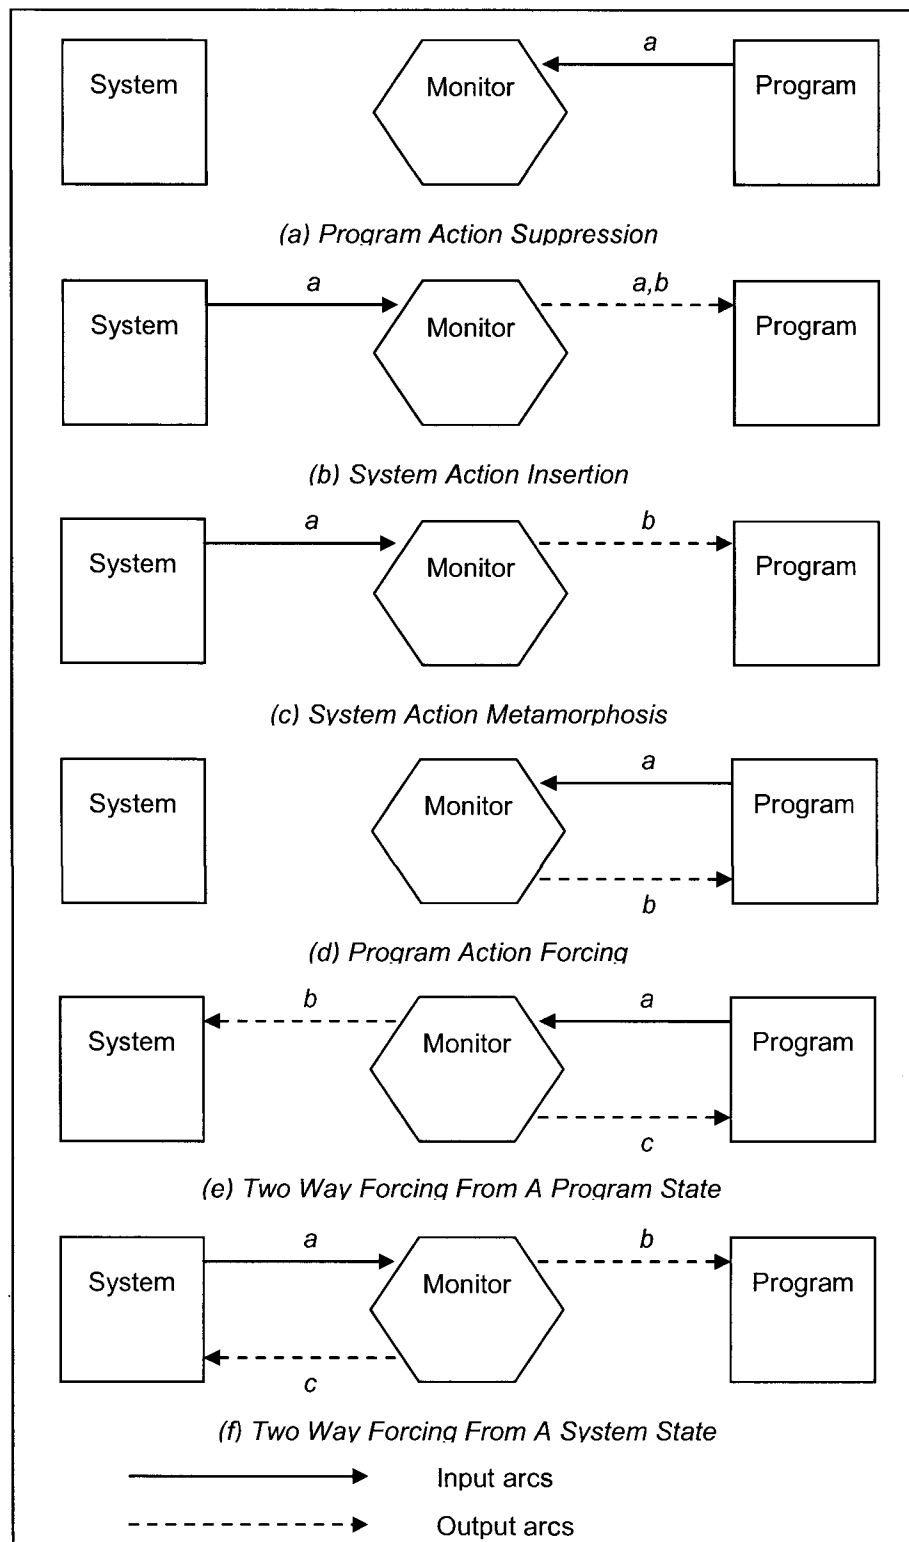 a
System Monitor Program
(a) Program Action Suppression
a a,b
System Monitor Program
(b) System Action Insertion
a b
System Monitor Program
(c) System Action Metamorphosis
a
System Monitor Program
b
(d) Program Action Forcing
b a
System Monitor Program
c
(e) Two Way Forcing From A Program State
a b
System Monitor Program
c
(f) Two Way Forcing From A System State
Input arcs
Output arcs